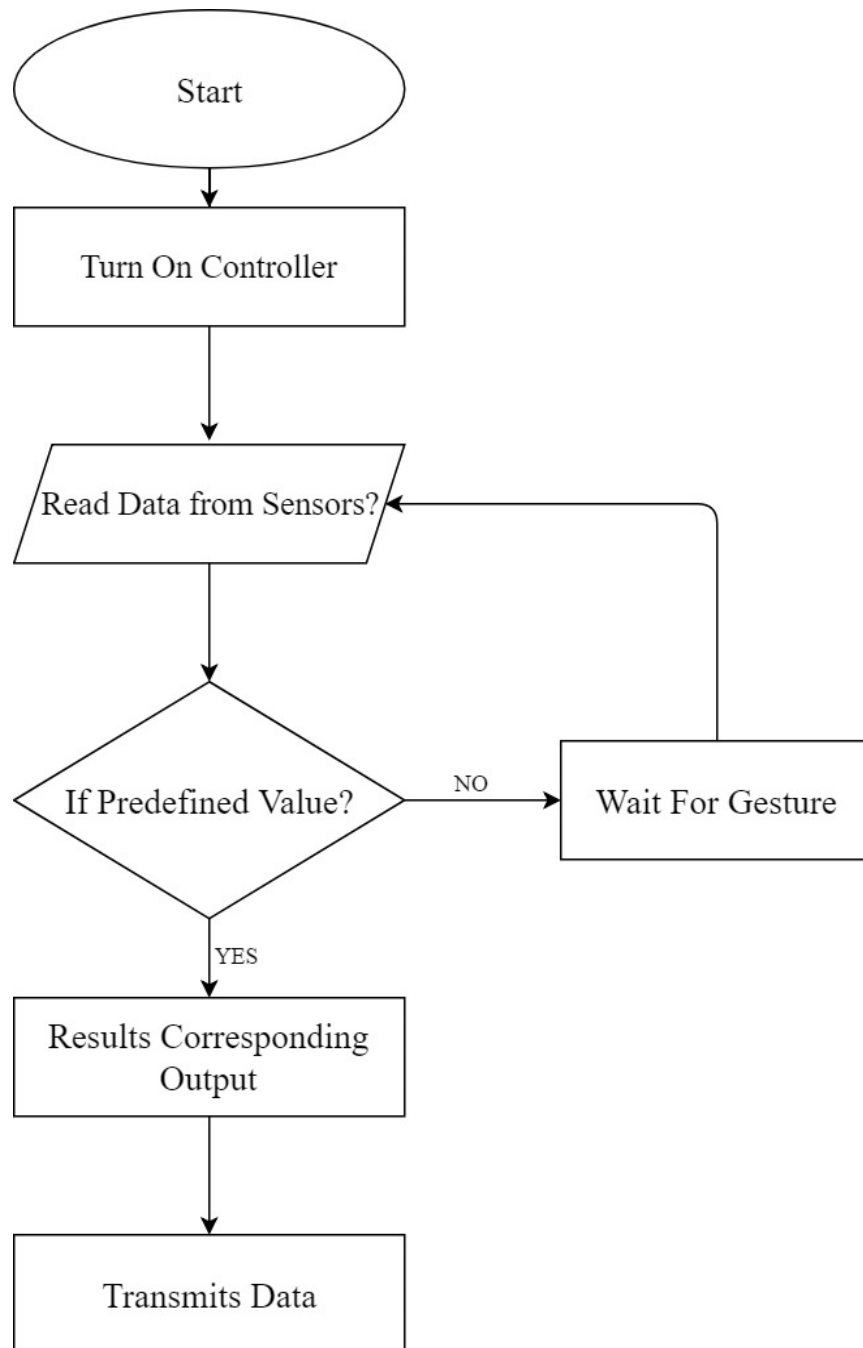 Start
Turn On Controller
Read Data from Sensors?
If Predefined Value?
NO
Wait For Gesture
YES
Results Corresponding
Output
Transmits Data